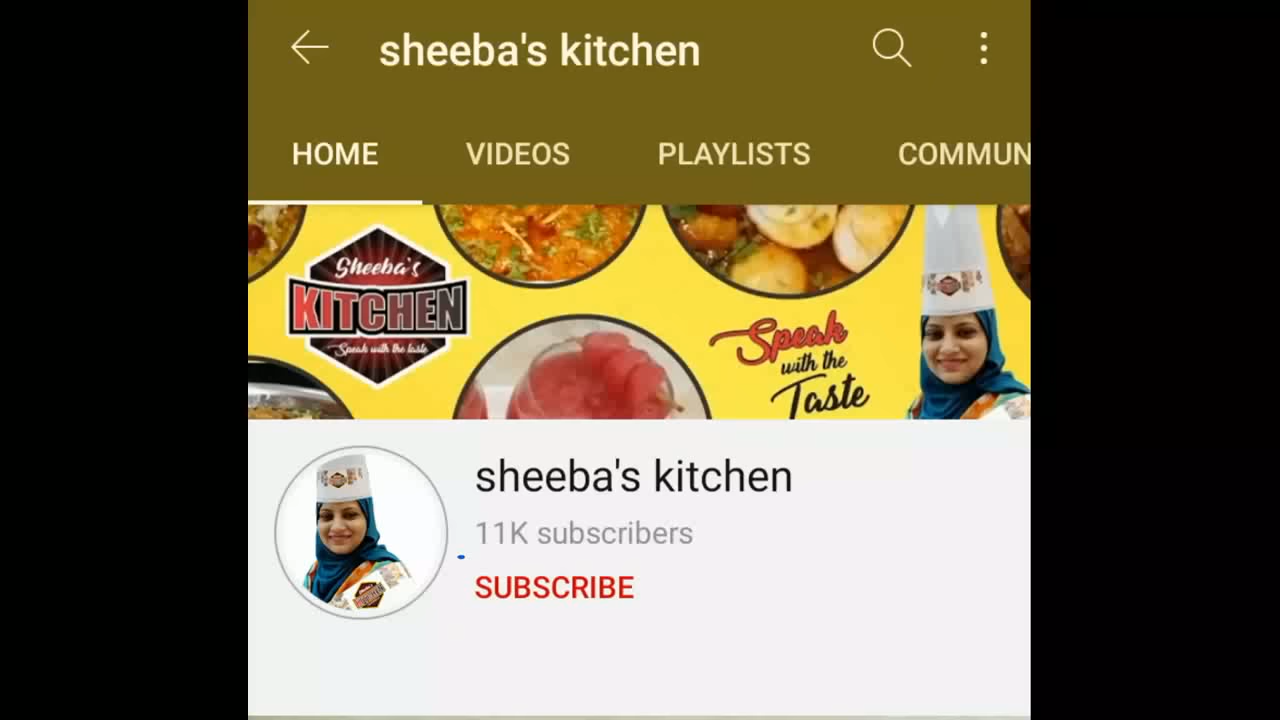 sheeba's kitchen
HOME VIDEOS PLAYLISTS COMMUN
Sheeba's
KITCHEN
Speak with the taste
Speak
with the
Taste
sheeba's kitchen
11K subscribers
SUBSCRIBE
KITCHEN